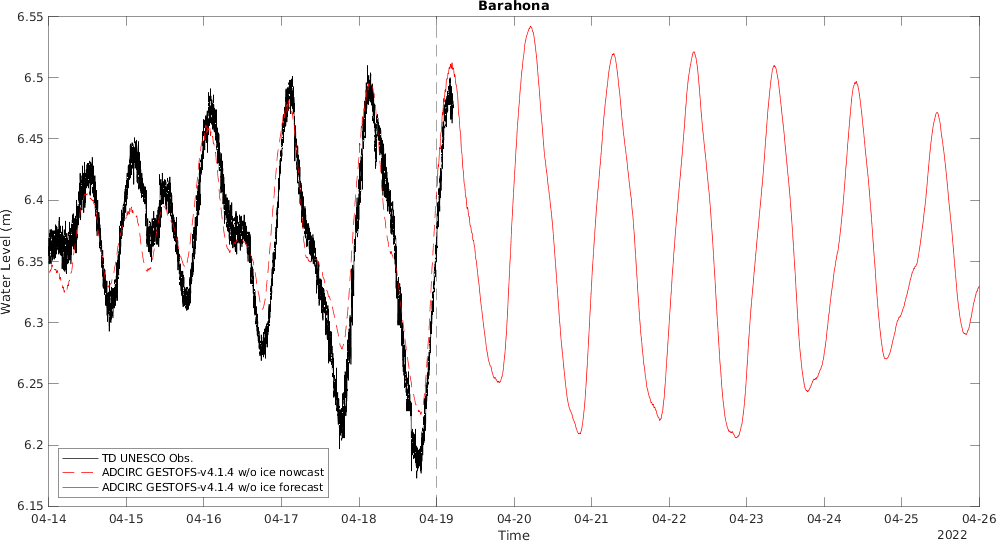 Barahona
6.55
6.5
6.45
6.4
6.35
6.3
6.25
6.2
6.15
Water Level (m)
TD UNESCO Obs.
ADCIRC GESTOFS-v4.1.4 w/o ice nowcast
ADCIRC GESTOFS-v4.1.4 w/o ice forecast
04-14 04-15 04-16 04-17 04-18 04-19 04-20 04-21 04-22 04-23 04-24 04-25 04-26
Time
2022